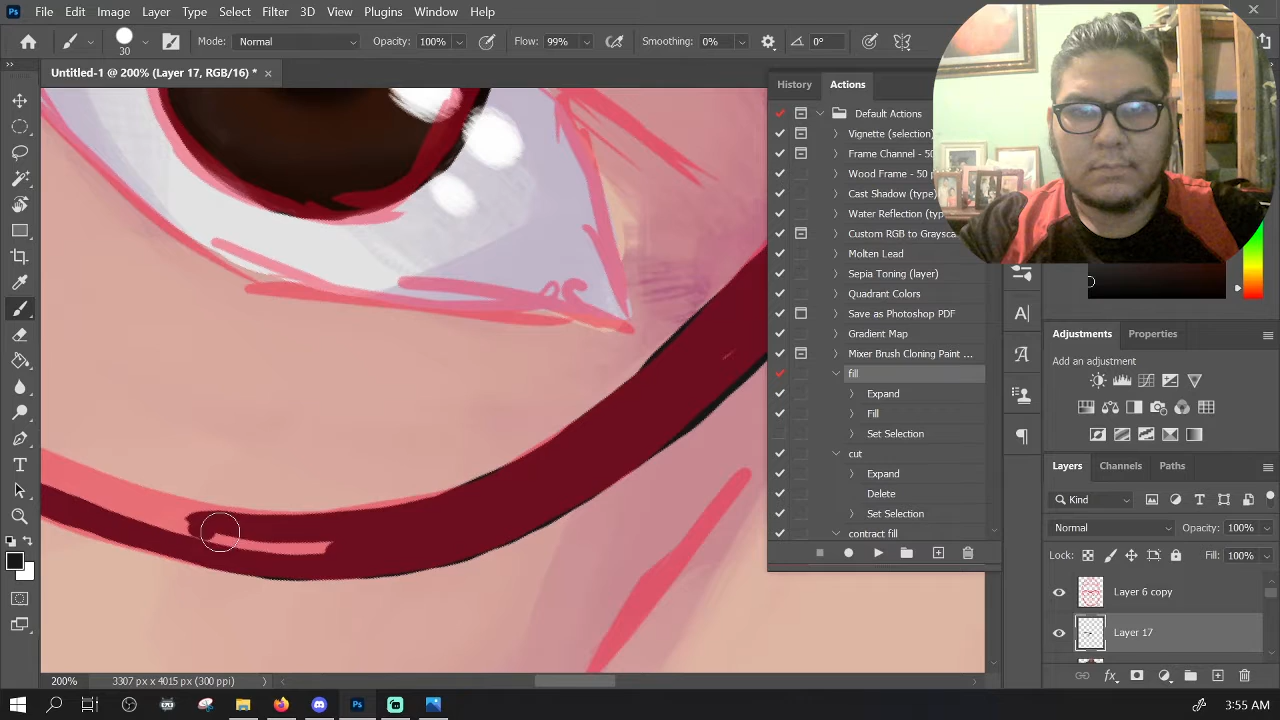 Ps File Edit Image Layer Type Select Filter 3D View Plugins Window Help
30 Mode: Normal Opacity: 100% Flow: 99% Smoothing: 0% 0°
Untitled-1 @ 200% (Layer 17, RGB/16) * ×
History Actions
Default Actions
Vignette (selection)
Frame Channel - 50
Wood Frame - 50 p
Cast Shadow (type)
Water Reflection (typ
Custom RGB to Graysca
Molten Lead
Sepia Toning (layer)
Quadrant Colors
Save as Photoshop PDF
Gradient Map
Mixer Brush Cloning Paint ...
fill
Expand
Fill
Set Selection
cut
Expand
Delete
Set Selection
contract fill
Adjustments Properties
Add an adjustment
Layers Channels Paths
Kind
Normal Opacity: 100%
Lock: Fill: 100%
Layer 6 copy
Layer 17
200% 3307 px x 4015 px (300 ppi)
3:55 AM